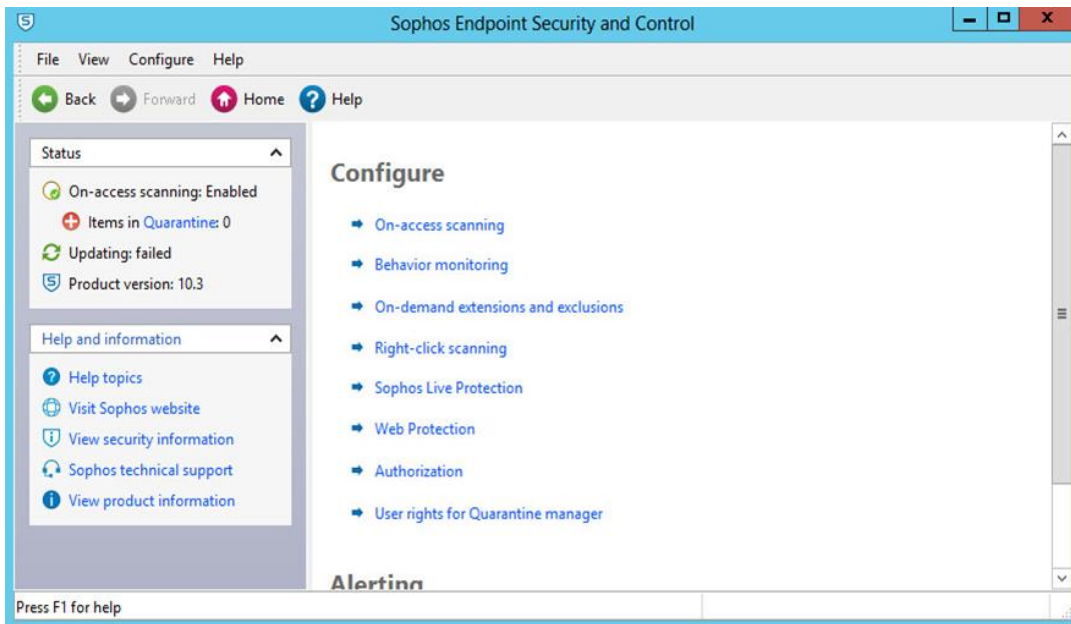 Sophos Endpoint Security and Control
File View Configure Help
Back Forward Home Help
Status
On-access scanning: Enabled
Items in Quarantine: 0
Updating: failed
Product version: 10.3
Help and information
Help topics
Visit Sophos website
View security information
Sophos technical support
View product information
Configure
On-access scanning
Behavior monitoring
On-demand extensions and exclusions
Right-click scanning
Sophos Live Protection
Web Protection
Authorization
User rights for Quarantine manager
Alerting
Press F1 for help